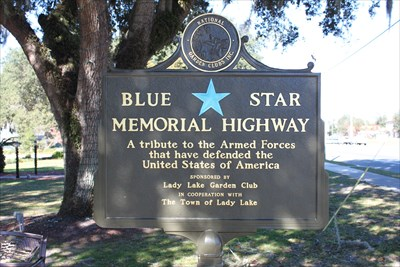 NATIONAL
GARDEN CLUBS, INC.
BLUE STAR
MEMORIAL HIGHWAY
A tribute to the Armed Forces
that have defended the
United States of America
SPONSORED BY
Lady Lake Garden Club
IN COOPERATION WITH
The Town of Lady Lake